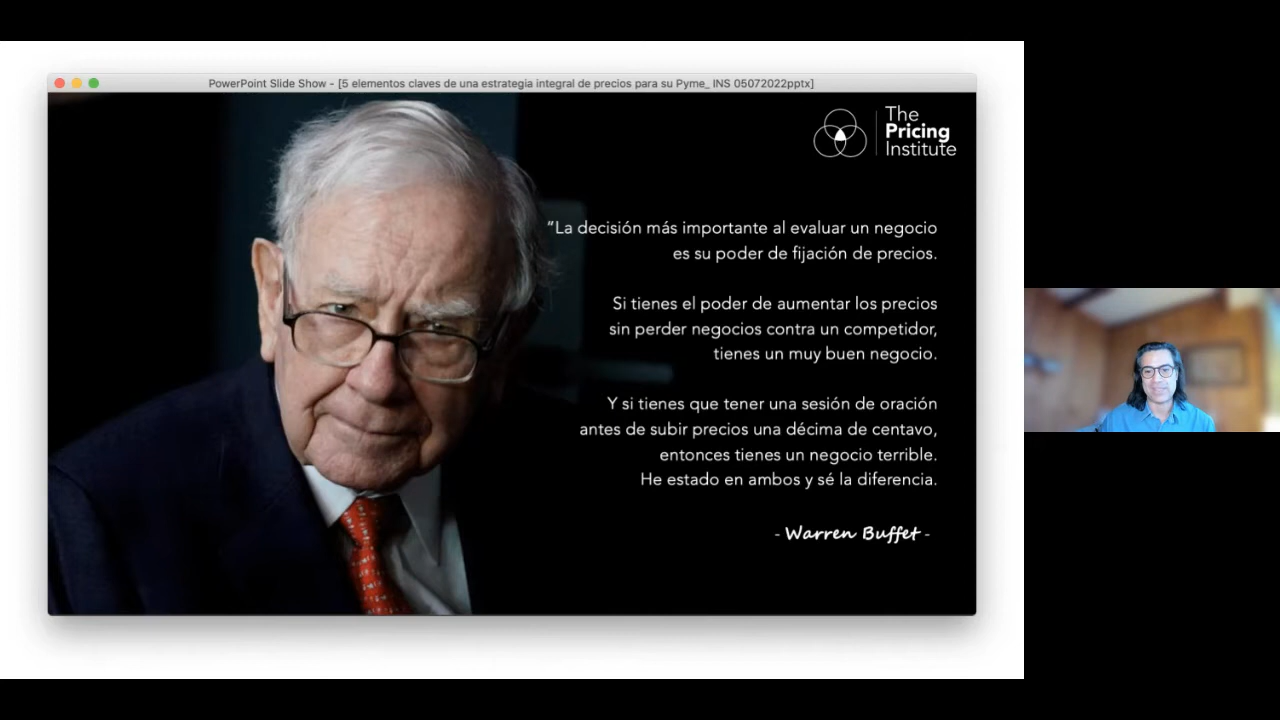 PowerPoint Slide Show - [5 elementos claves de una estrategia integral de precios para su Pyme_ INS 05072022pptx]
The
Pricing
Institute
“La decisión más importante al evaluar un negocio
es su poder de fijación de precios.
Si tienes el poder de aumentar los precios
sin perder negocios contra un competidor,
tienes un muy buen negocio.
Y si tienes que tener una sesión de oración
antes de subir precios una décima de centavo,
entonces tienes un negocio terrible.
He estado en ambos y sé la diferencia.
- Warren Buffet -